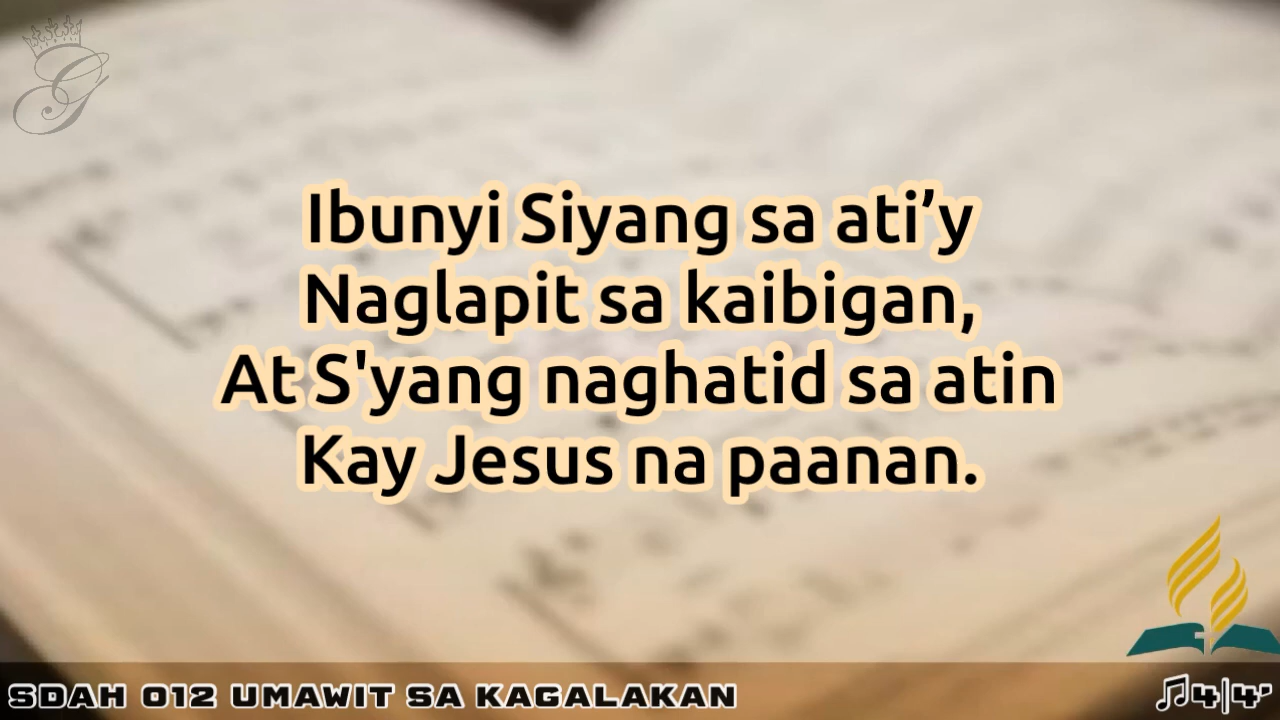 G
Ibunyi Siyang sa ati’y
Naglapit sa kaibigan,
At S'yang naghatid sa atin
Kay Jesus na paanan.
SDAH 012 UMAWIT SA KAGALAKAN
♫4|4